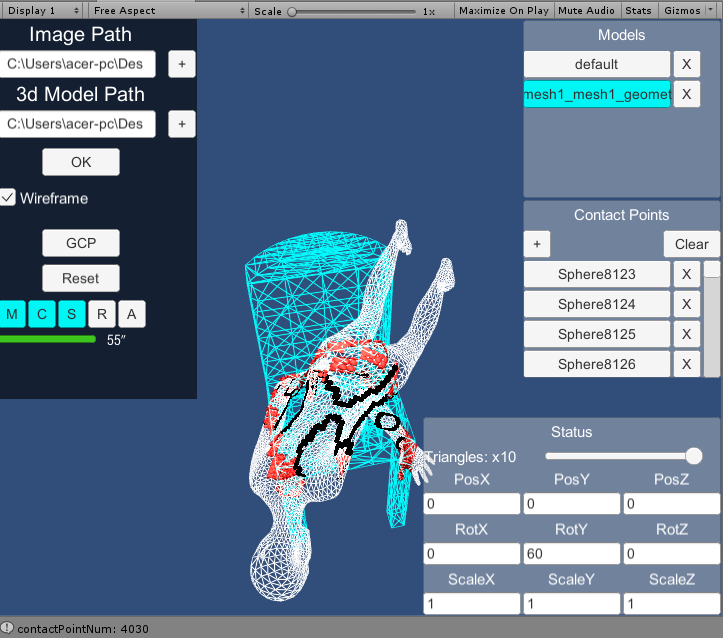 Display 1 Free Aspect Scale 1x Maximize On Play Mute Audio Stats Gizmos
Image Path
C:\Users\acer-pc\Des +
3d Model Path
C:\Users\acer-pc\Des +
OK
Wireframe
GCP
Reset
M C S R A
55"
Models
default X
mesh1_mesh1_geomet X
Contact Points
+ Clear
Sphere8123 X
Sphere8124 X
Sphere8125 X
Sphere8126 X
Status
Triangles: x10
PosX PosY PosZ
0 0 0
RotX RotY RotZ
0 60 0
ScaleX ScaleY ScaleZ
1 1 1
contactPointNum: 4030